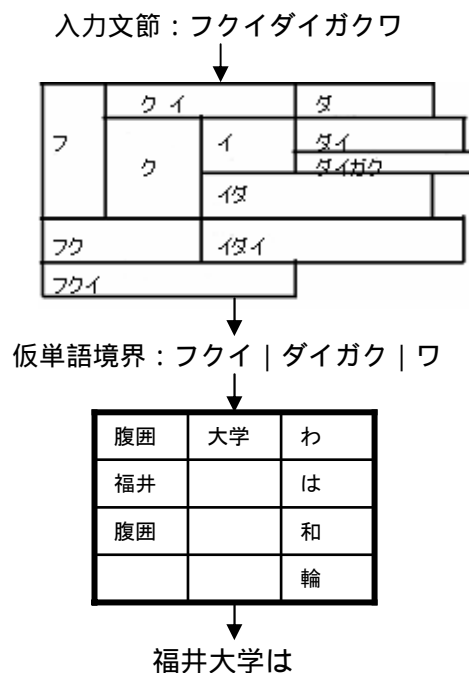 入力文節：フクイダイガクワ
フ クイ ダ
ク イ ダイ
ダイガク
イダ
フク イダイ
フクイ
仮単語境界：フクイ｜ダイガク｜ワ
腹囲 大学 わ
福井 は
腹囲 和
輪
福井大学は